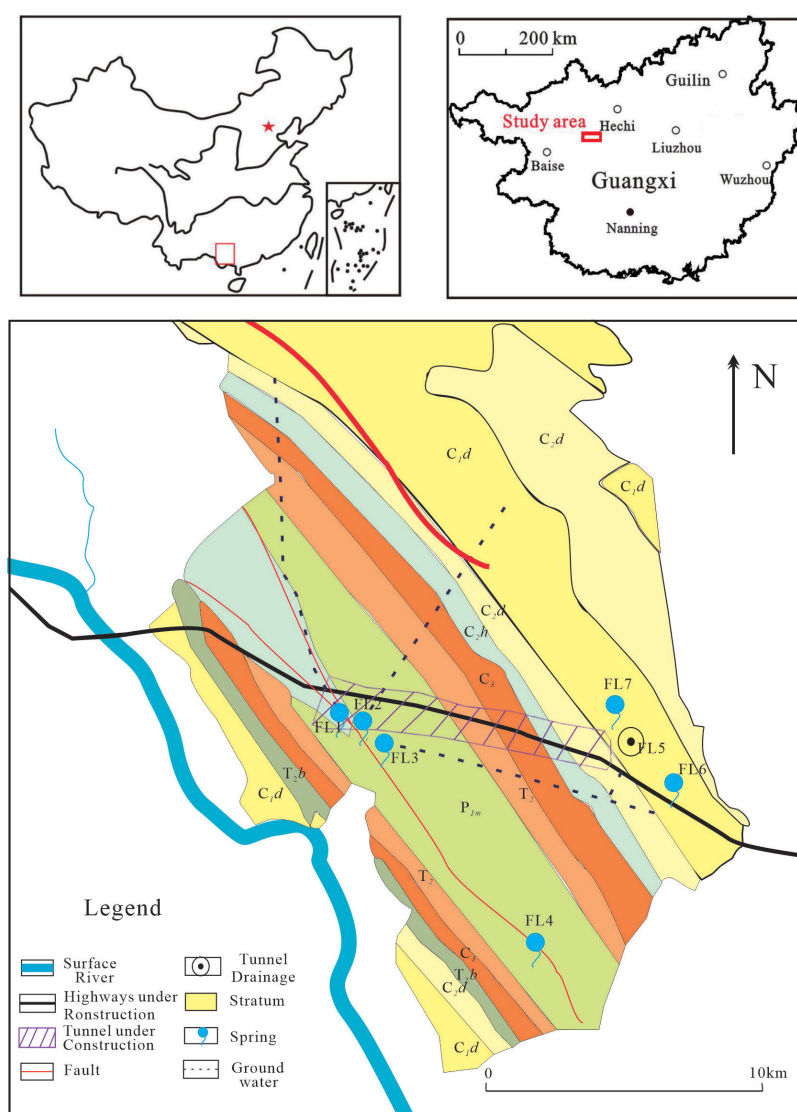 0 200 km
Guilin
Study area
Hechi
Liuzhou
Baise
Guangxi
Wuzhou
Nanning
N
C₁d
C₂d
C₁d
C₂d
C₂h
C₃
FL7
FL2
FL1
FL5
FL3
FL6
T₂b
T₂
C₁d
P₁m
T₂
FL4
C₃
T₂b
C₂d
C₁d
Legend
Surface
River
Tunnel
Drainage
Highways under
Ronstruction
Stratum
Tunnel under
Construction
Spring
Fault
Ground
water
0 10km